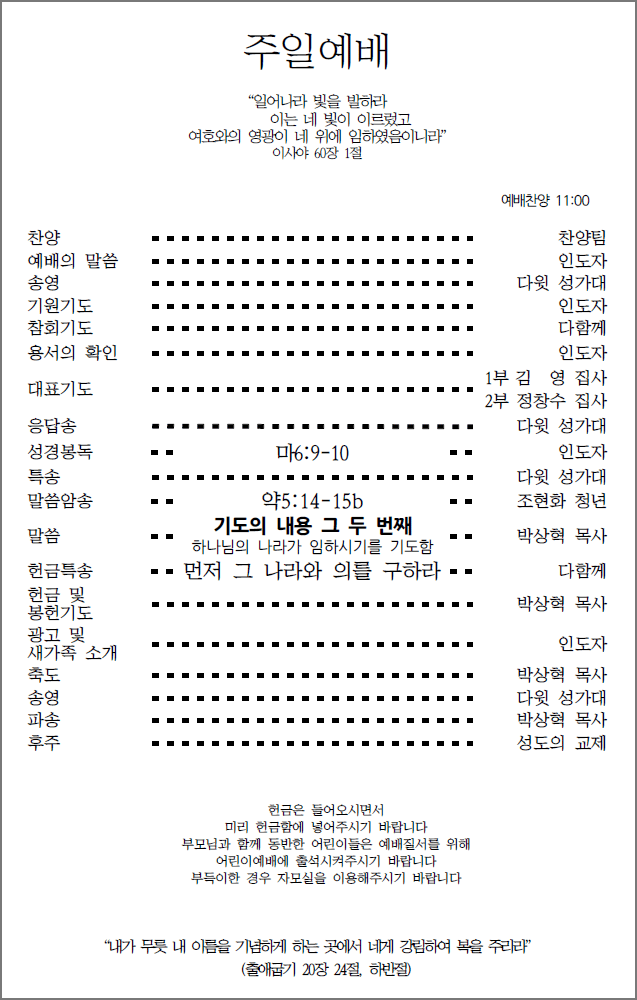 주일예배
“일어나라 빛을 발하라
이는 네 빛이 이르렀고
여호와의 영광이 네 위에 임하였음이니라”
이사야 60장 1절
예배찬양 11:00
찬양 찬양팀
예배의 말씀 인도자
송영 다윗 성가대
기원기도 인도자
참회기도 다함께
용서의 확인 인도자
대표기도 1부 김 영 집사
2부 정창수 집사
응답송 다윗 성가대
성경봉독 마6:9-10 인도자
특송 다윗 성가대
말씀암송 약5:14-15b 조현화 청년
말씀 기도의 내용 그 두 번째 박상혁 목사
하나님의 나라가 임하시기를 기도함
헌금특송 먼저 그 나라와 의를 구하라 다함께
헌금 및
봉헌기도 박상혁 목사
광고 및
새가족 소개 인도자
축도 박상혁 목사
송영 다윗 성가대
파송 박상혁 목사
후주 성도의 교제
헌금은 들어오시면서
미리 헌금함에 넣어주시기 바랍니다
부모님과 함께 동반한 어린이들은 예배질서를 위해
어린이예배에 출석시켜주시기 바랍니다
부득이한 경우 자모실을 이용해주시기 바랍니다
“내가 무릇 내 이름을 기념하게 하는 곳에서 네게 강림하여 복을 주리라”
(출애굽기 20장 24절, 하반절)